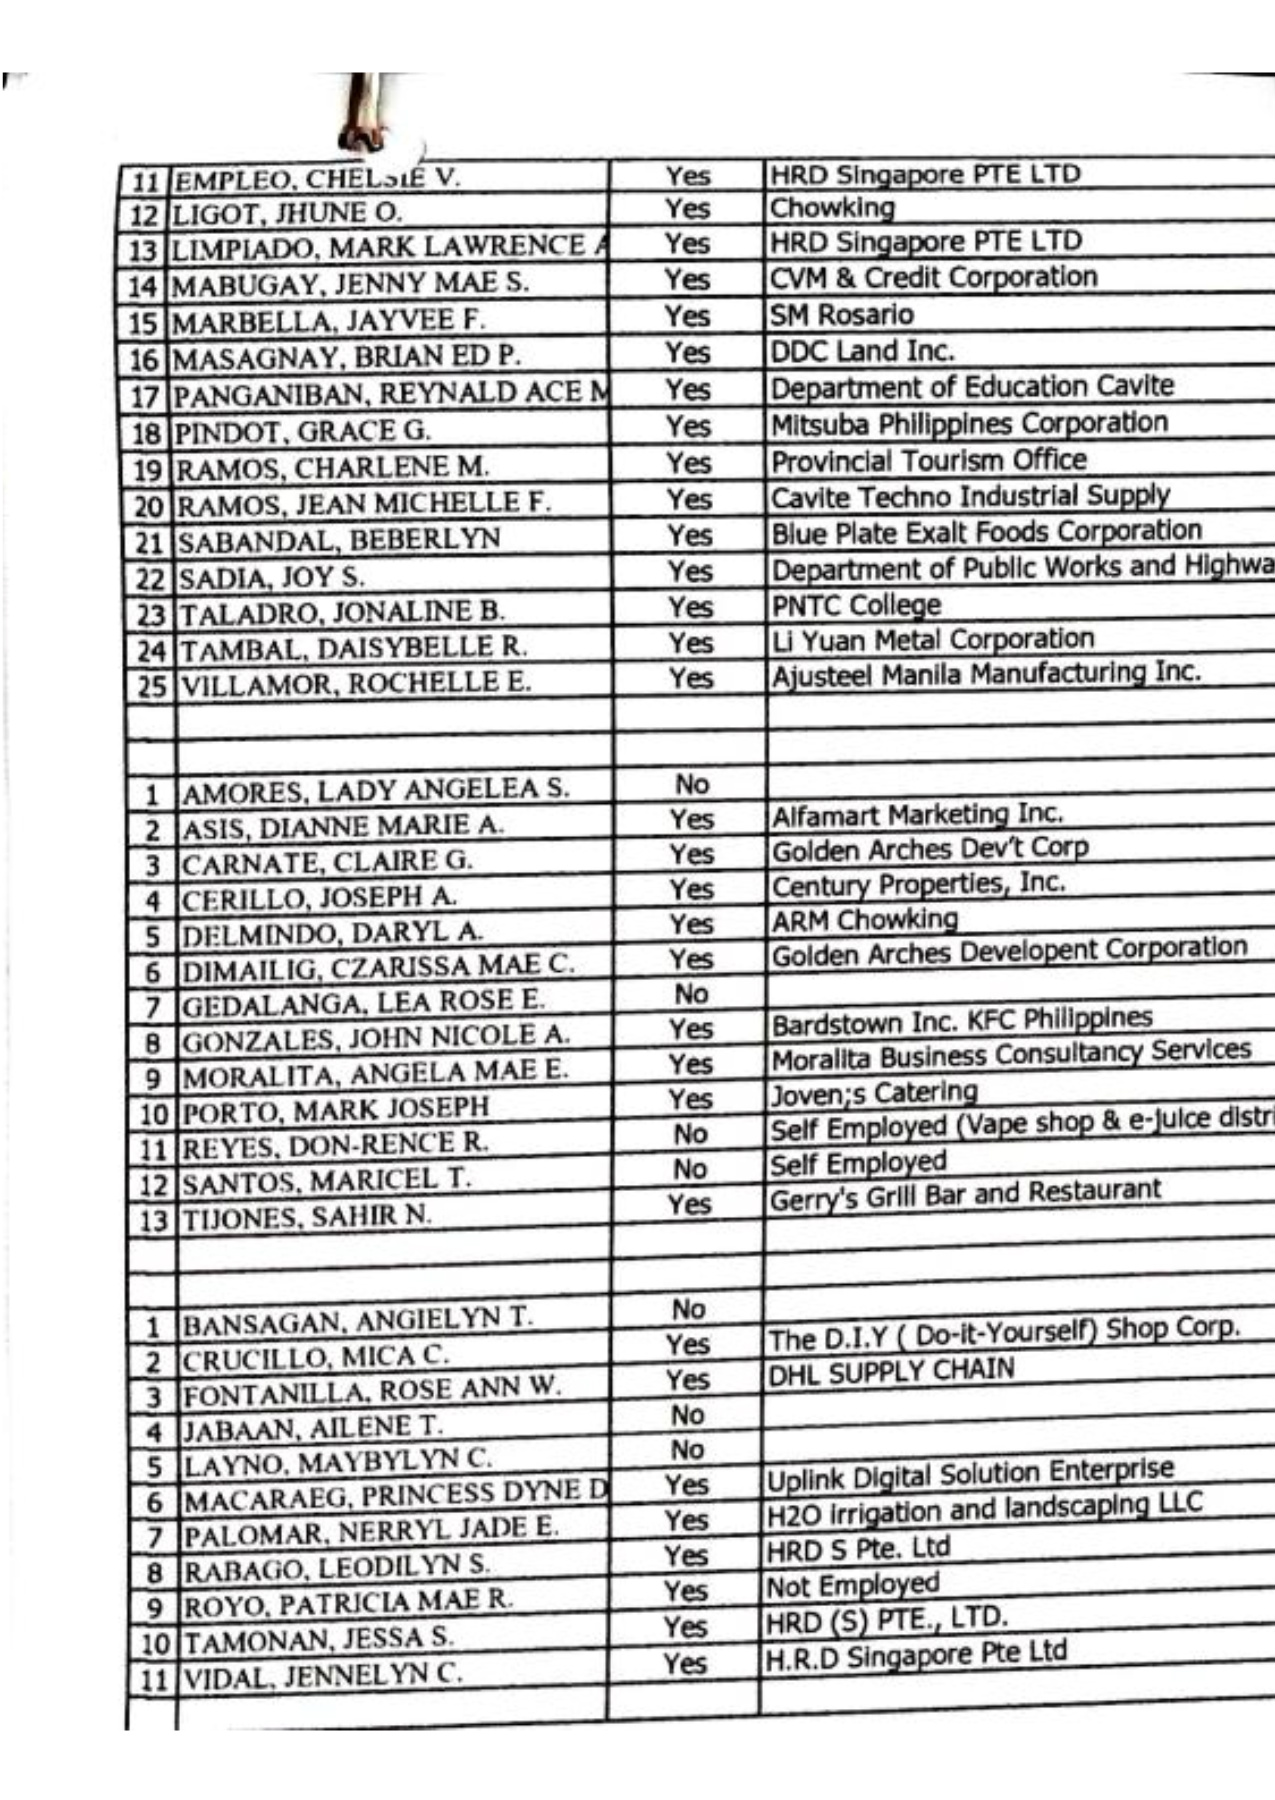 11 EMPLEO, CHELSIE V. Yes HRD Singapore PTE LTD
12 LIGOT, JHUNE O. Yes Chowking
13 LIMPIADO, MARK LAWRENCE A Yes HRD Singapore PTE LTD
14 MABUGAY, JENNY MAE S. Yes CVM & Credit Corporation
15 MARBELLA, JAYVEE F. Yes SM Rosario
16 MASAGNAY, BRIAN ED P. Yes DDC Land Inc.
17 PANGANIBAN, REYNALD ACE M Yes Department of Education Cavite
18 PINDOT, GRACE G. Yes Mitsuba Philippines Corporation
19 RAMOS, CHARLENE M. Yes Provincial Tourism Office
20 RAMOS, JEAN MICHELLE F. Yes Cavite Techno Industrial Supply
21 SABANDAL, BEBERLYN Yes Blue Plate Exalt Foods Corporation
22 SADIA, JOY S. Yes Department of Public Works and Highwa
23 TALADRO, JONALINE B. Yes PNTC College
24 TAMBAL, DAISYBELLE R. Yes Li Yuan Metal Corporation
25 VILLAMOR, ROCHELLE E. Yes Ajusteel Manila Manufacturing Inc.
1 AMORES, LADY ANGELEA S. No
2 ASIS, DIANNE MARIE A. Yes Alfamart Marketing Inc.
3 CARNATE, CLAIRE G. Yes Golden Arches Dev't Corp
4 CERILLO, JOSEPH A. Yes Century Properties, Inc.
5 DELMINDO, DARYL A. Yes ARM Chowking
6 DIMAILIG, CZARISSA MAE C. Yes Golden Arches Developent Corporation
7 GEDALANGA, LEA ROSE E. No
8 GONZALES, JOHN NICOLE A. Yes Bardstown Inc. KFC Philippines
9 MORALITA, ANGELA MAE E. Yes Moralita Business Consultancy Services
10 PORTO, MARK JOSEPH Yes Joven;s Catering
11 REYES, DON-RENCE R. No Self Employed (Vape shop & e-juice distri
12 SANTOS, MARICEL T. No Self Employed
13 TIJONES, SAHIR N. Yes Gerry's Grill Bar and Restaurant
1 BANSAGAN, ANGIELYN T. No
2 CRUCILLO, MICA C. Yes The D.I.Y ( Do-it-Yourself) Shop Corp.
3 FONTANILLA, ROSE ANN W. Yes DHL SUPPLY CHAIN
4 JABAAN, AILENE T. No
5 LAYNO, MAYBYLYN C. No
6 MACARAEG, PRINCESS DYNE D Yes Uplink Digital Solution Enterprise
7 PALOMAR, NERRYL JADE E. Yes H2O irrigation and landscaping LLC
8 RABAGO, LEODILYN S. Yes HRD S Pte. Ltd
9 ROYO, PATRICIA MAE R. Yes Not Employed
10 TAMONAN, JESSA S. Yes HRD (S) PTE., LTD.
11 VIDAL, JENNELYN C. Yes H.R.D Singapore Pte Ltd